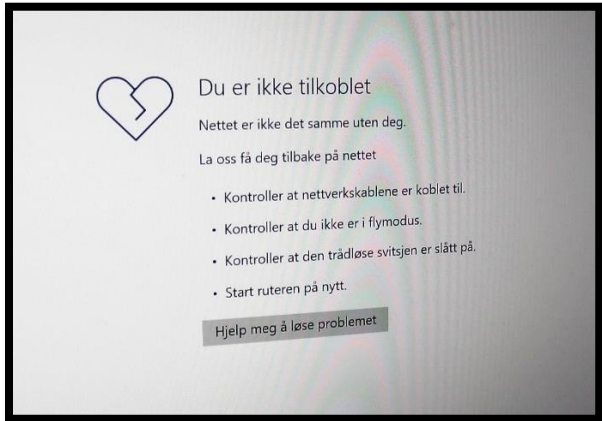 Du er ikke tilkoblet
Nettet er ikke det samme uten deg.
La oss få deg tilbake på nettet
• Kontroller at nettverkskablene er koblet til.
• Kontroller at du ikke er i flymodus.
• Kontroller at den trådløse svitsjen er slått på.
• Start ruteren på nytt.
Hjelp meg å løse problemet